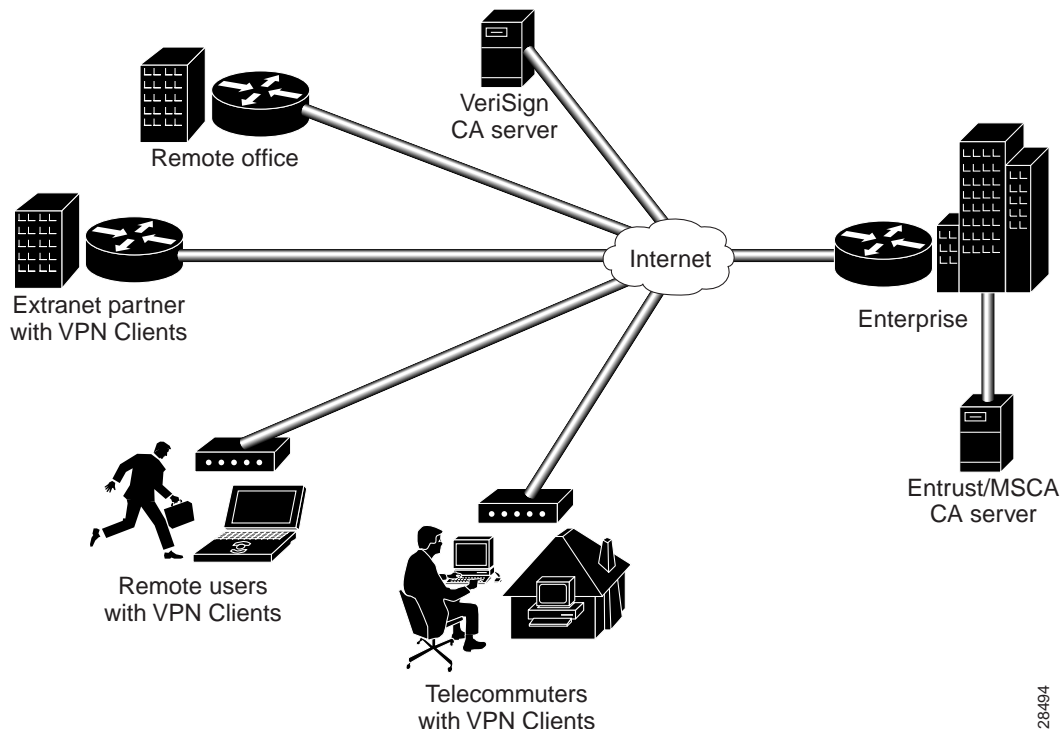 VeriSign
CA server
Remote office
Internet
Extranet partner
with VPN Clients
Enterprise
Entrust/MSCA
CA server
Remote users
with VPN Clients
Telecommuters
with VPN Clients
28494